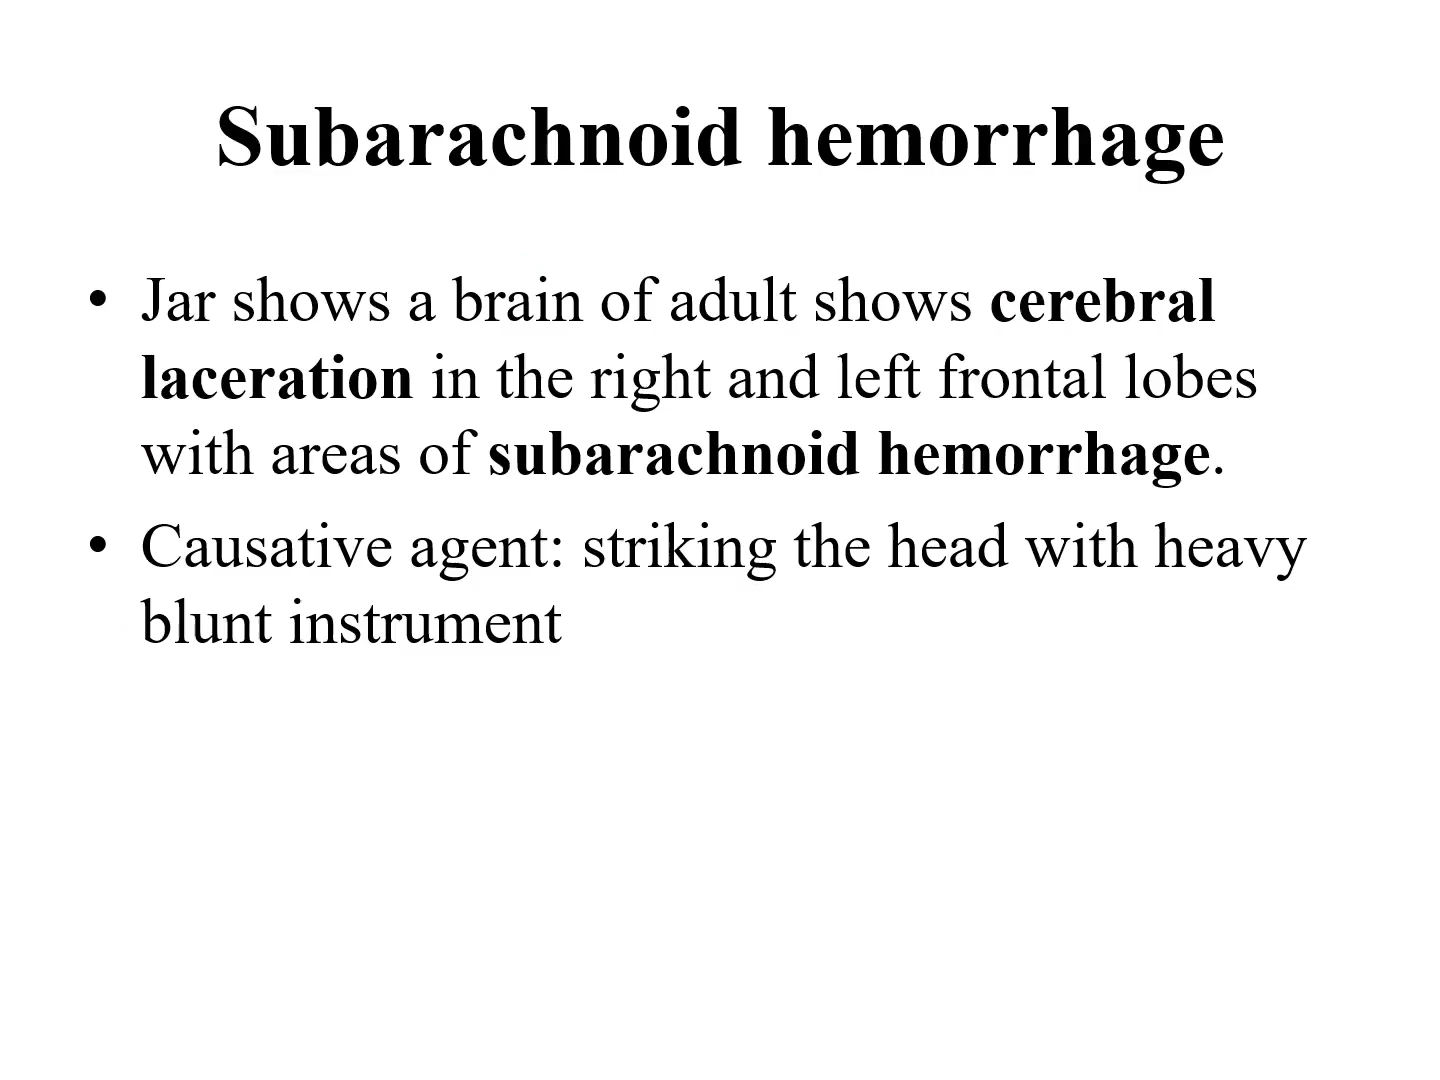 Subarachnoid hemorrhage
• Jar shows a brain of adult shows cerebral
laceration in the right and left frontal lobes
with areas of subarachnoid hemorrhage.
• Causative agent: striking the head with heavy
blunt instrument